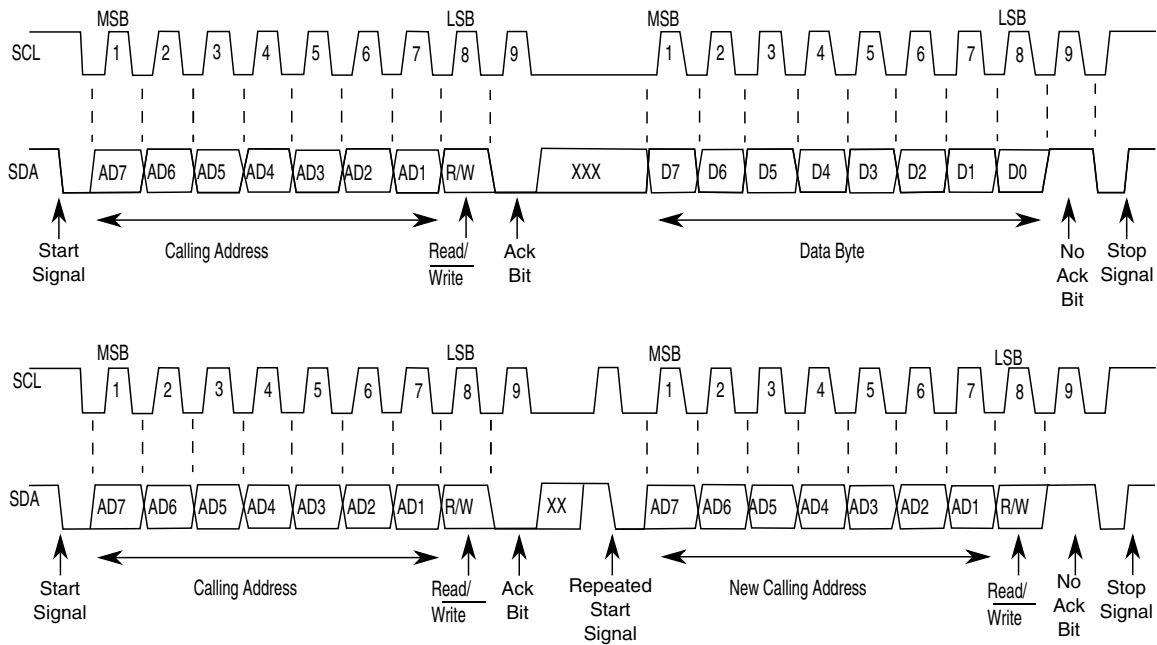 MSB LSB MSB LSB
SCL 1 2 3 4 5 6 7 8 9 1 2 3 4 5 6 7 8 9
SDA AD7 AD6 AD5 AD4 AD3 AD2 AD1 R/W XXX D7 D6 D5 D4 D3 D2 D1 D0
Start Calling Address Read/ Ack Data Byte No Stop
Signal Write Bit Ack Signal
Bit
MSB LSB MSB LSB
SCL 1 2 3 4 5 6 7 8 9 1 2 3 4 5 6 7 8 9
SDA AD7 AD6 AD5 AD4 AD3 AD2 AD1 R/W XX AD7 AD6 AD5 AD4 AD3 AD2 AD1 R/W
Start Calling Address Read/ Ack Repeated New Calling Address Read/ No Stop
Signal Write Bit Start Write Ack Signal
Signal Bit